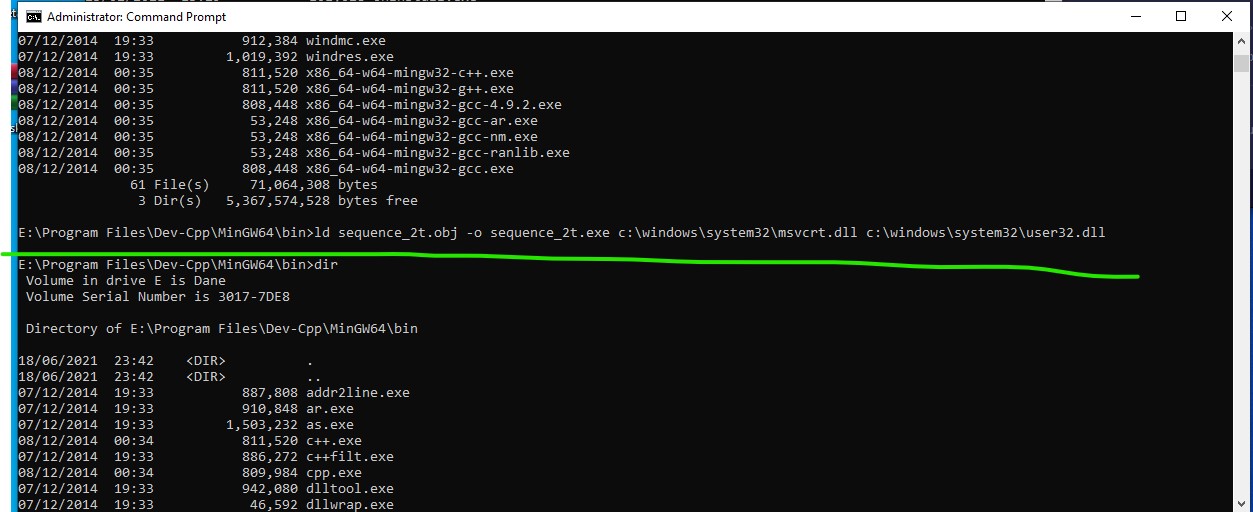 Administrator: Command Prompt
07/12/2014  19:33           912,384 windmc.exe
07/12/2014  19:33         1,019,392 windres.exe
08/12/2014  00:35           811,520 x86_64-w64-mingw32-c++.exe
08/12/2014  00:35           811,520 x86_64-w64-mingw32-g++.exe
08/12/2014  00:35           808,448 x86_64-w64-mingw32-gcc-4.9.2.exe
08/12/2014  00:35            53,248 x86_64-w64-mingw32-gcc-ar.exe
08/12/2014  00:35            53,248 x86_64-w64-mingw32-gcc-nm.exe
08/12/2014  00:35            53,248 x86_64-w64-mingw32-gcc-ranlib.exe
08/12/2014  00:35           808,448 x86_64-w64-mingw32-gcc.exe
              61 File(s)     71,064,308 bytes
               3 Dir(s)   5,367,574,528 bytes free
E:\Program Files\Dev-Cpp\MinGW64\bin>ld sequence_2t.obj -o sequence_2t.exe c:\windows\system32\msvcrt.dll c:\windows\system32\user32.dll
E:\Program Files\Dev-Cpp\MinGW64\bin>dir
 Volume in drive E is Dane
 Volume Serial Number is 3017-7DE8
 Directory of E:\Program Files\Dev-Cpp\MinGW64\bin
18/06/2021  23:42    <DIR>          .
18/06/2021  23:42    <DIR>          ..
07/12/2014  19:33           887,808 addr2line.exe
07/12/2014  19:33           910,848 ar.exe
07/12/2014  19:33         1,503,232 as.exe
08/12/2014  00:34           811,520 c++.exe
07/12/2014  19:33           886,272 c++filt.exe
08/12/2014  00:34           809,984 cpp.exe
07/12/2014  19:33           942,080 dlltool.exe
07/12/2014  19:33            46,592 dllwrap.exe